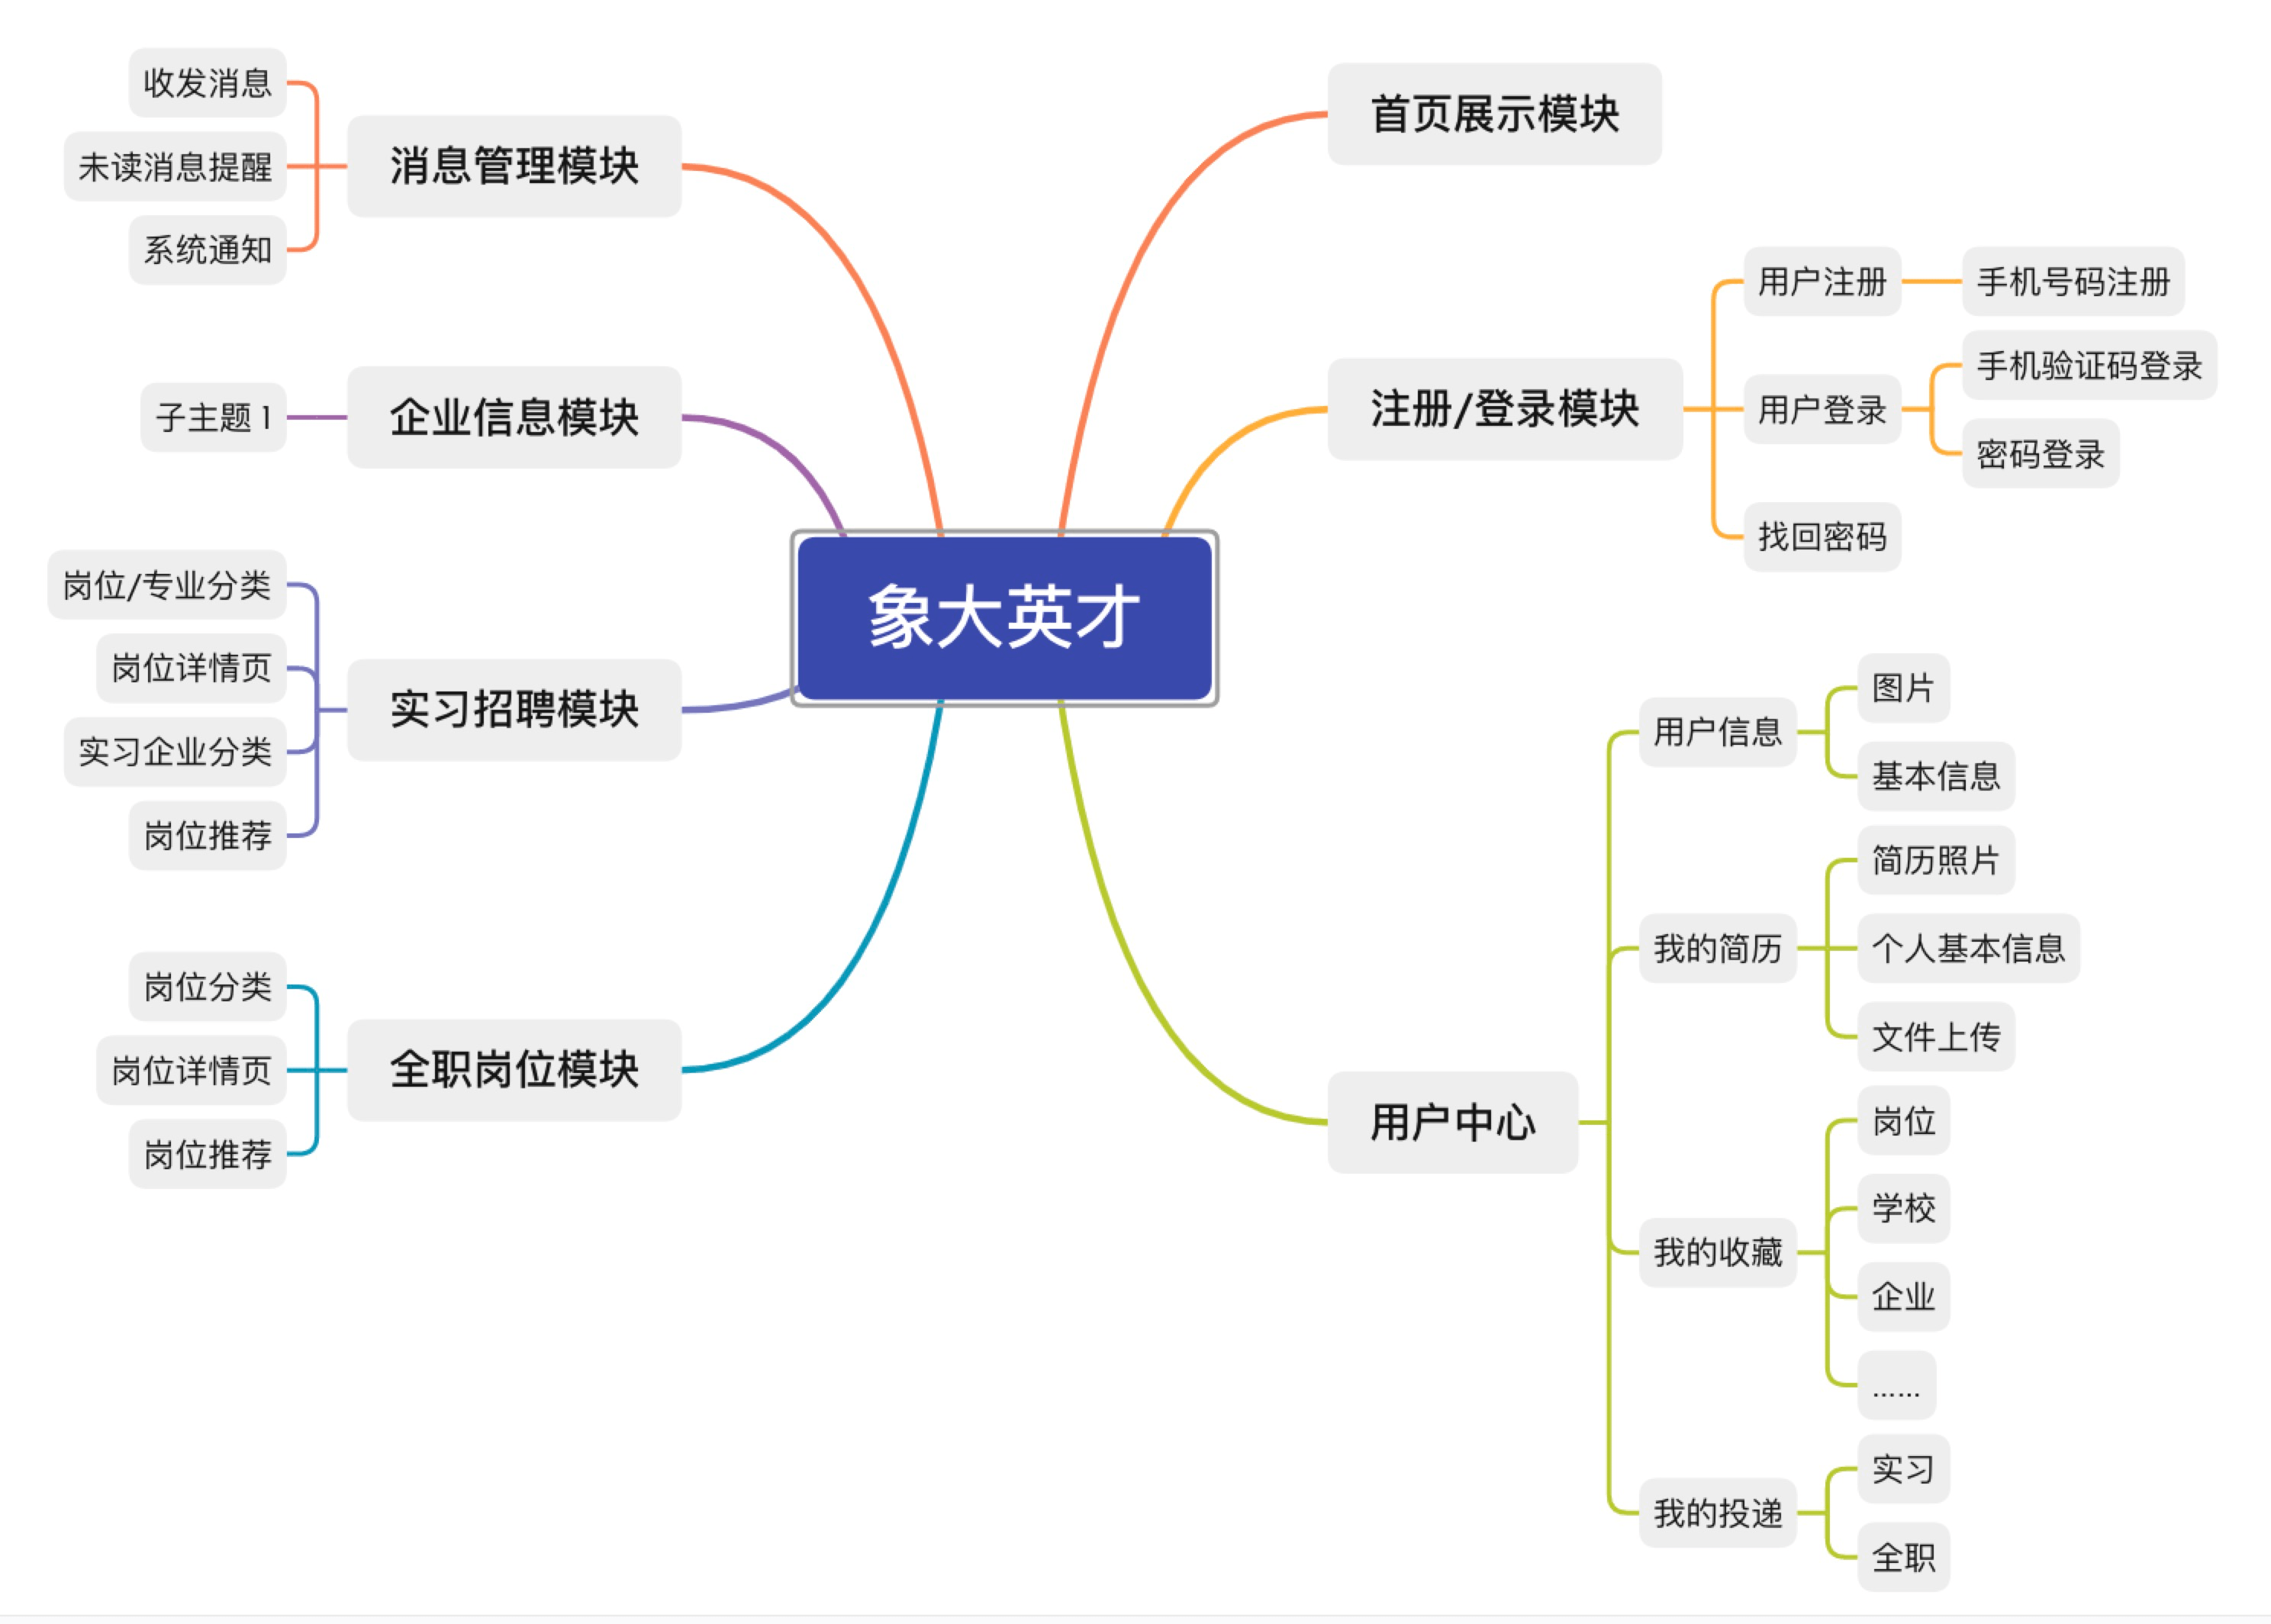 象大英才
首页展示模块
注册/登录模块
用户注册
手机号码注册
用户登录
手机验证码登录
密码登录
找回密码
用户中心
用户信息
图片
基本信息
我的简历
简历照片
个人基本信息
文件上传
我的收藏
岗位
学校
企业
……
我的投递
实习
全职
全职岗位模块
岗位分类
岗位详情页
岗位推荐
实习招聘模块
岗位/专业分类
岗位详情页
实习企业分类
岗位推荐
企业信息模块
子主题 1
消息管理模块
收发消息
未读消息提醒
系统通知